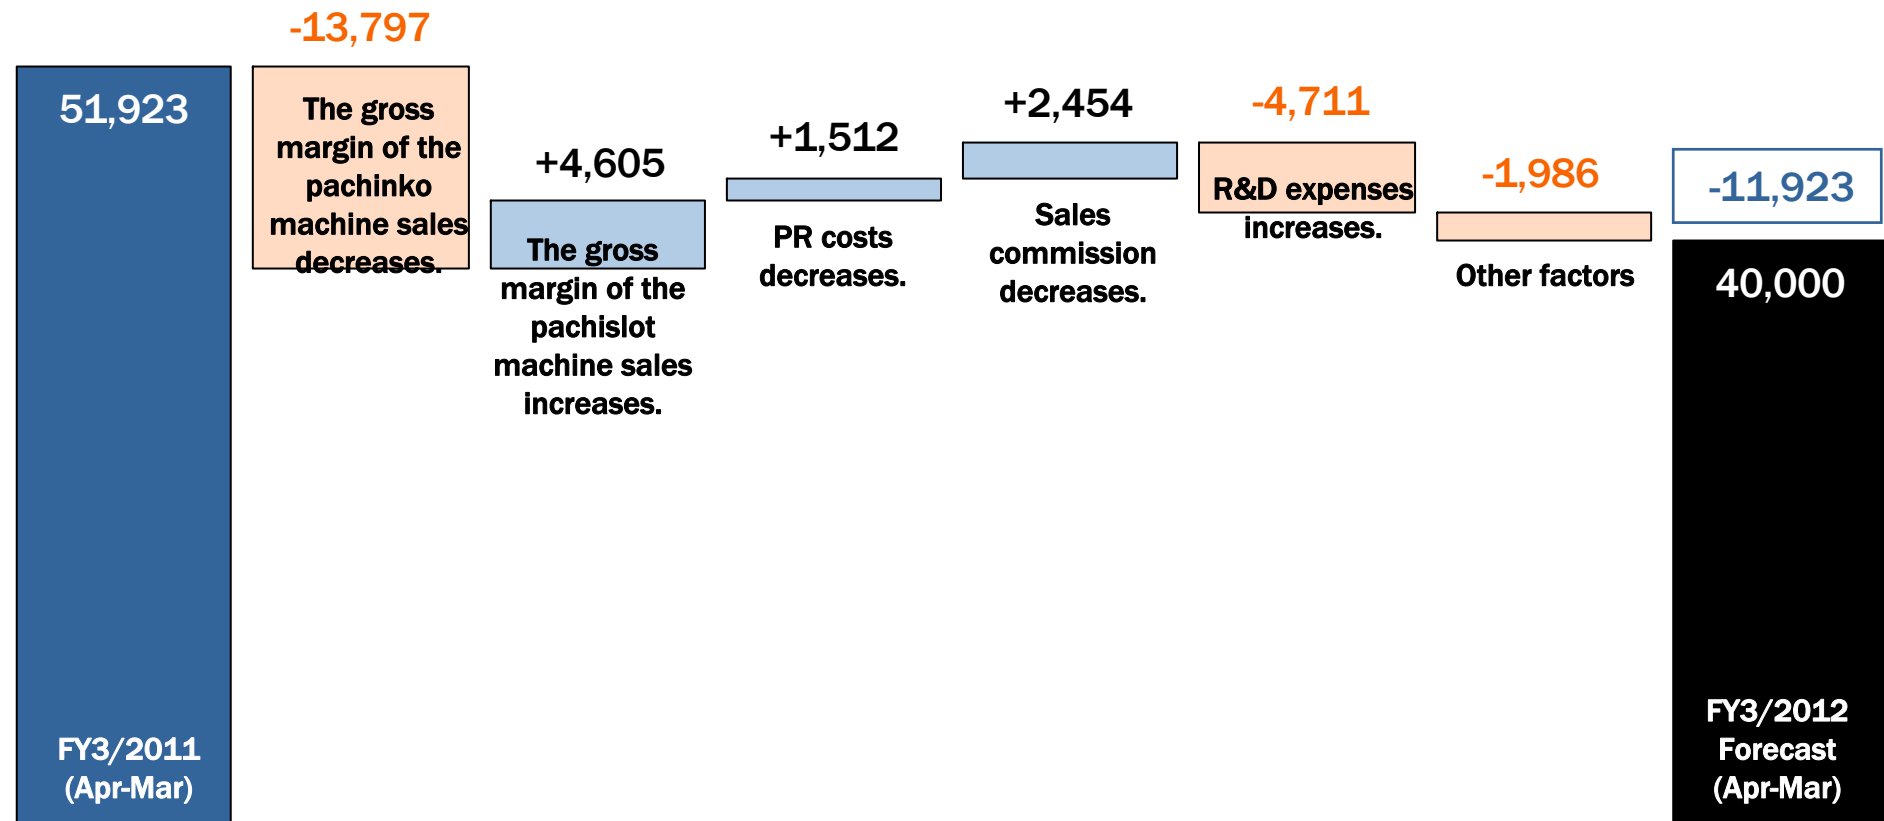 51,923
FY3/2011
(Apr-Mar)
-13,797
The gross
margin of the
pachinko
machine sales
decreases.
+4,605
The gross
margin of the
pachislot
machine sales
increases.
+1,512
PR costs
decreases.
+2,454
Sales
commission
decreases.
-4,711
R&D expenses
increases.
-1,986
Other factors
-11,923
40,000
FY3/2012
Forecast
(Apr-Mar)